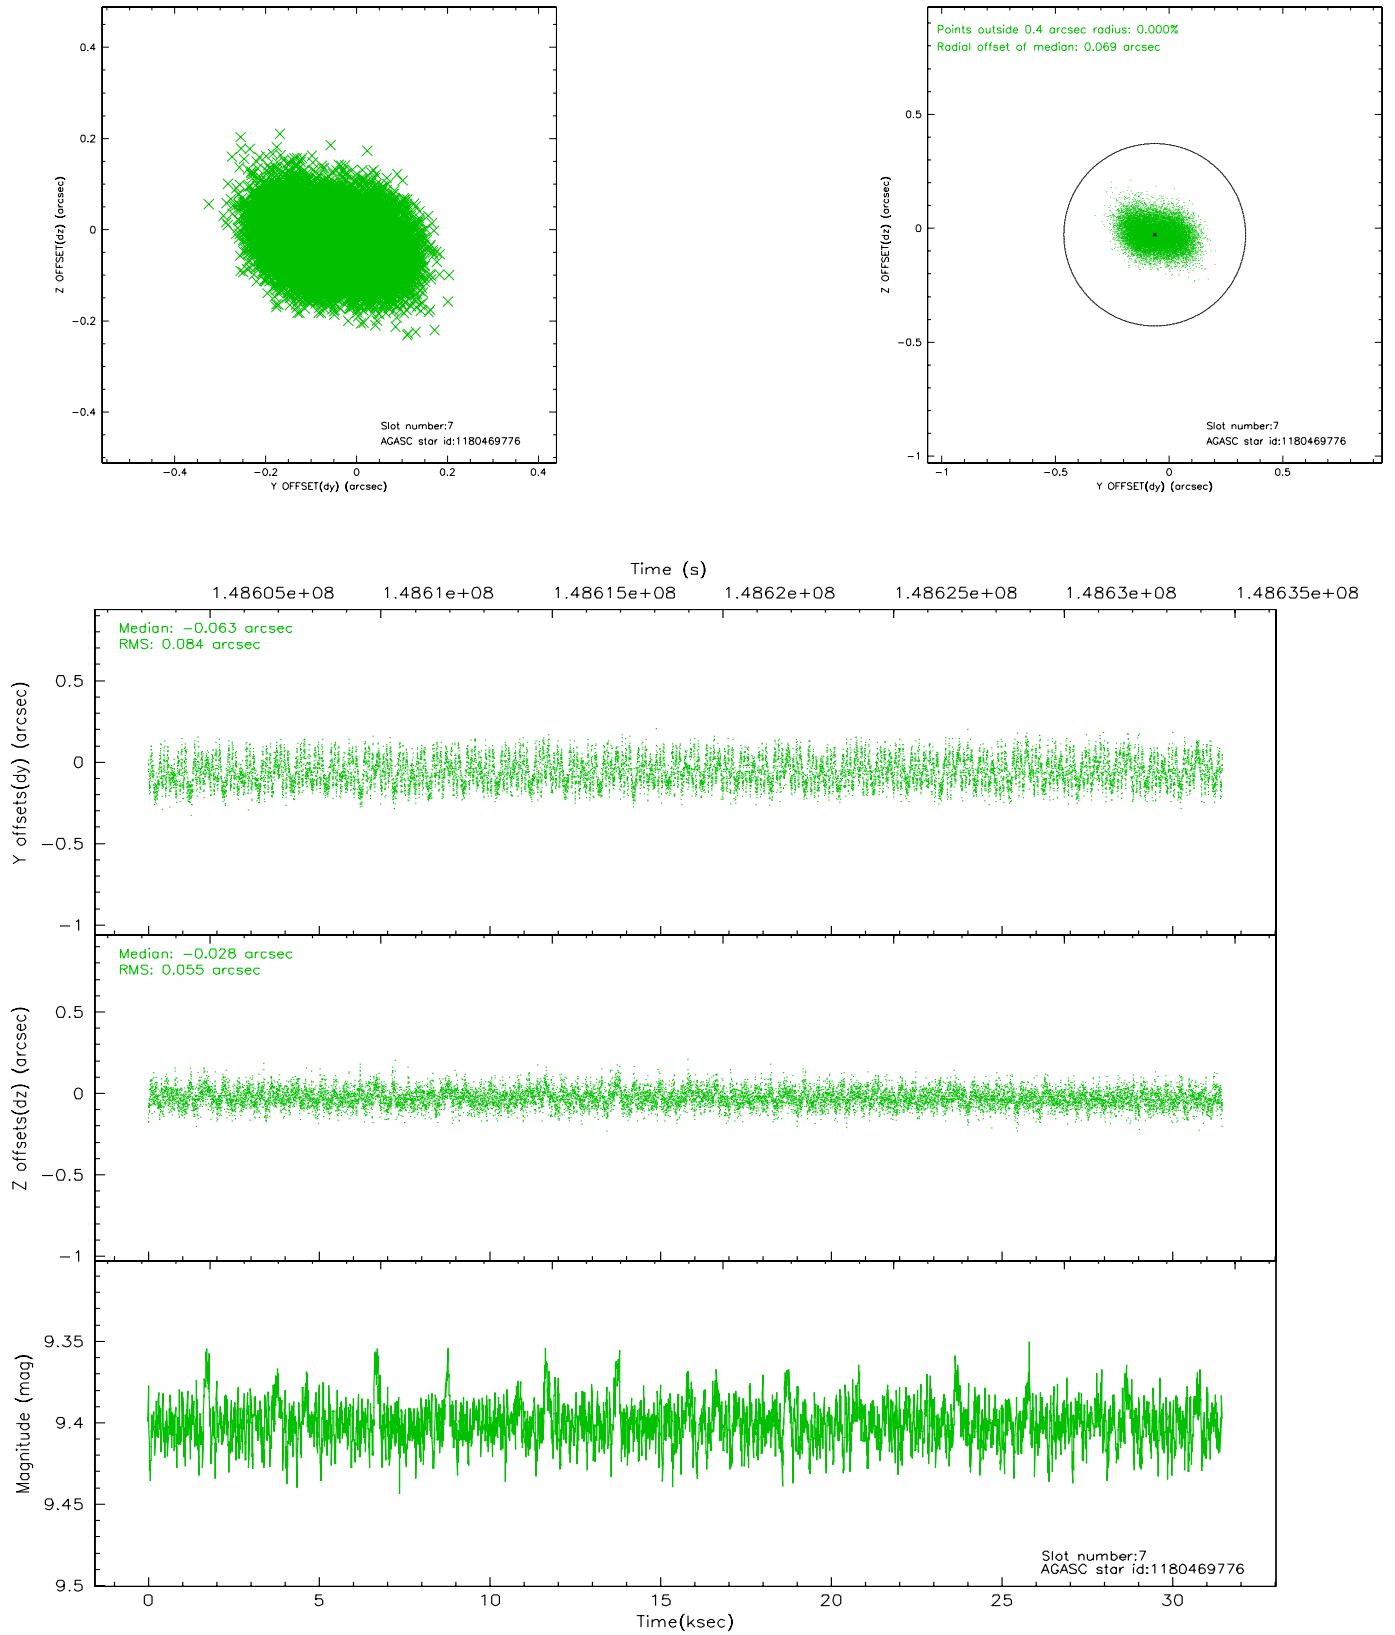 0.4
0.2
0
−0.2
−0.4
Z OFFSET(dz) (arcsec)
Slot number:7
AGASC star id:1180469776
−0.4 −0.2 0 0.2 0.4
Y OFFSET(dy) (arcsec)
Points outside 0.4 arcsec radius: 0.000%
Radial offset of median: 0.069 arcsec
0.5
0
−0.5
−1
Z OFFSET(dz) (arcsec)
Slot number:7
AGASC star id:1180469776
−1 −0.5 0 0.5
Y OFFSET(dy) (arcsec)
Time (s)
1.48605e+08 1.4861e+08 1.48615e+08 1.4862e+08 1.48625e+08 1.4863e+08 1.48635e+08
Median: −0.063 arcsec
RMS: 0.084 arcsec
0.5
0
−0.5
−1
Y offsets(dy) (arcsec)
Median: −0.028 arcsec
RMS: 0.055 arcsec
0.5
0
−0.5
−1
Z offsets(dz) (arcsec)
9.35
9.4
9.45
9.5
Magnitude (mag)
Slot number:7
AGASC star id:1180469776
0 5 10 15 20 25 30
Time(ksec)